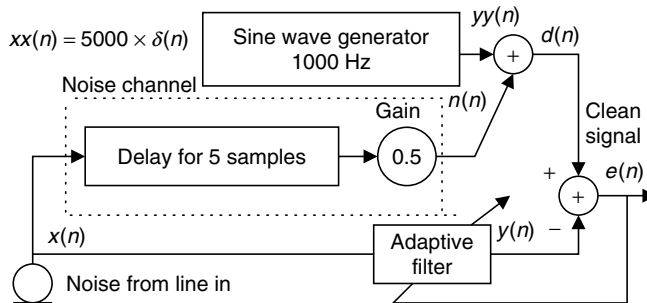 xx(n) = 5000 × δ(n)
Sine wave generator
1000 Hz
yy(n)
+
d(n)
Noise channel
n(n)
Gain
Delay for 5 samples
0.5
Clean
signal
+
e(n)
+
x(n)
y(n)
−
Adaptive
filter
Noise from line in